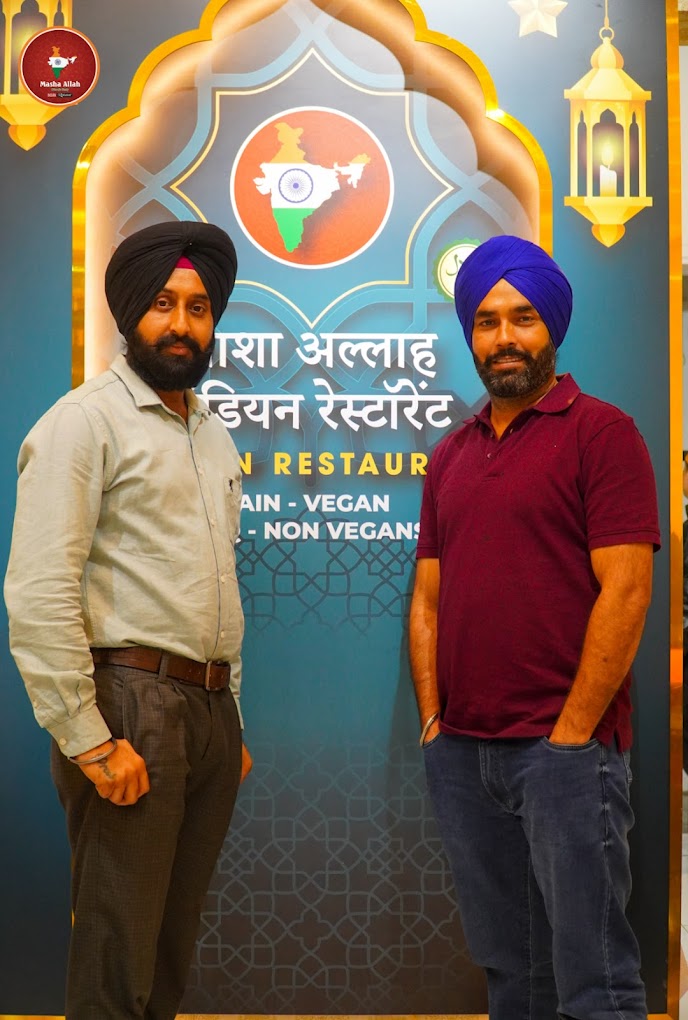 Masha Allah
ाशा अल्लाह
डियन रेस्टॉरेंट
N RESTAUR
AIN - VEGAN
- NON VEGANS